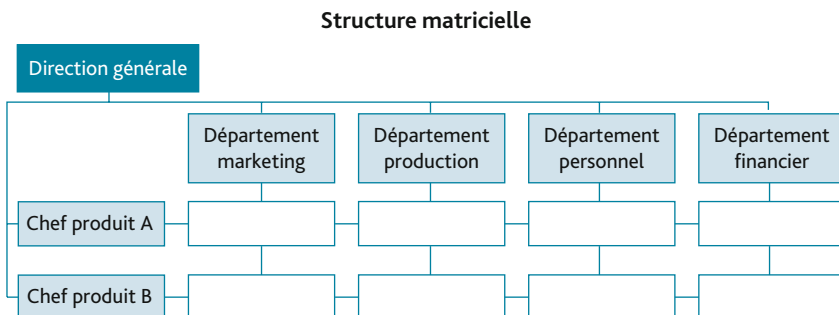 Structure matricielle
Direction générale
Département
marketing
Département
production
Département
personnel
Département
financier
Chef produit A
Chef produit B